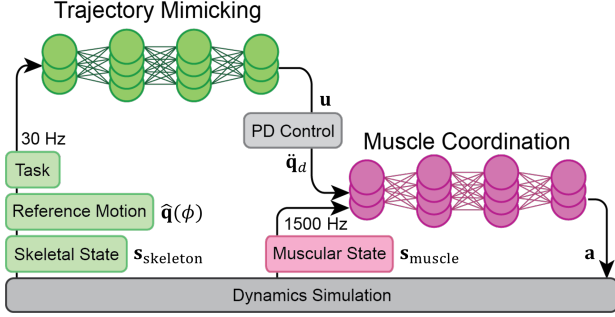 Trajectory Mimicking
30 Hz
Task
Reference Motion q̂(ϕ)
Skeletal State s_skeleton
u
PD Control
q̈_d
Muscle Coordination
1500 Hz
Muscular State s_muscle
a
Dynamics Simulation